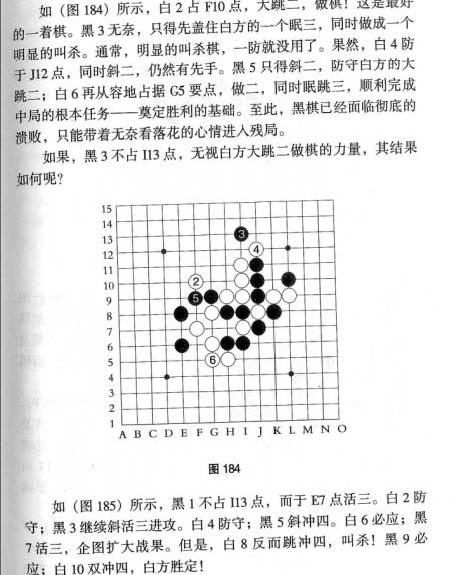 如（图 184）所示，白 2 占 F10 点，大跳二，做棋！这是最好
的一着棋。黑 3 无奈，只得先盖住白方的一个眠三，同时做成一个
明显的叫杀。通常，明显的叫杀棋，一防就没用了。果然，白 4 防
于 J12 点，同时斜二，仍然有先手。黑 5 只得斜二，防守白方的大
跳二；白 6 再从容地占据 G5 要点，做二，同时眠跳三，顺利完成
中局的根本任务——奠定胜利的基础。至此，黑棋已经面临彻底的
溃败，只能带着无奈看落花的心情进入残局。
如果，黑 3 不占 I13 点，无视白方大跳二做棋的力量，其结果
如何呢？
15
14
13
3
12
4
11
10
2
9
5
8
7
6
5
6
4
3
2
1
A B C D E F G H I J K L M N O
图 184
如（图 185）所示，黑 1 不占 I13 点，而于 E7 点活三。白 2 防
守；黑 3 继续斜活三进攻。白 4 防守；黑 5 斜冲四。白 6 必应；黑
7 活三，企图扩大战果。但是，白 8 反而跳冲四，叫杀！黑 9 必
应；白 10 双冲四，白方胜定！